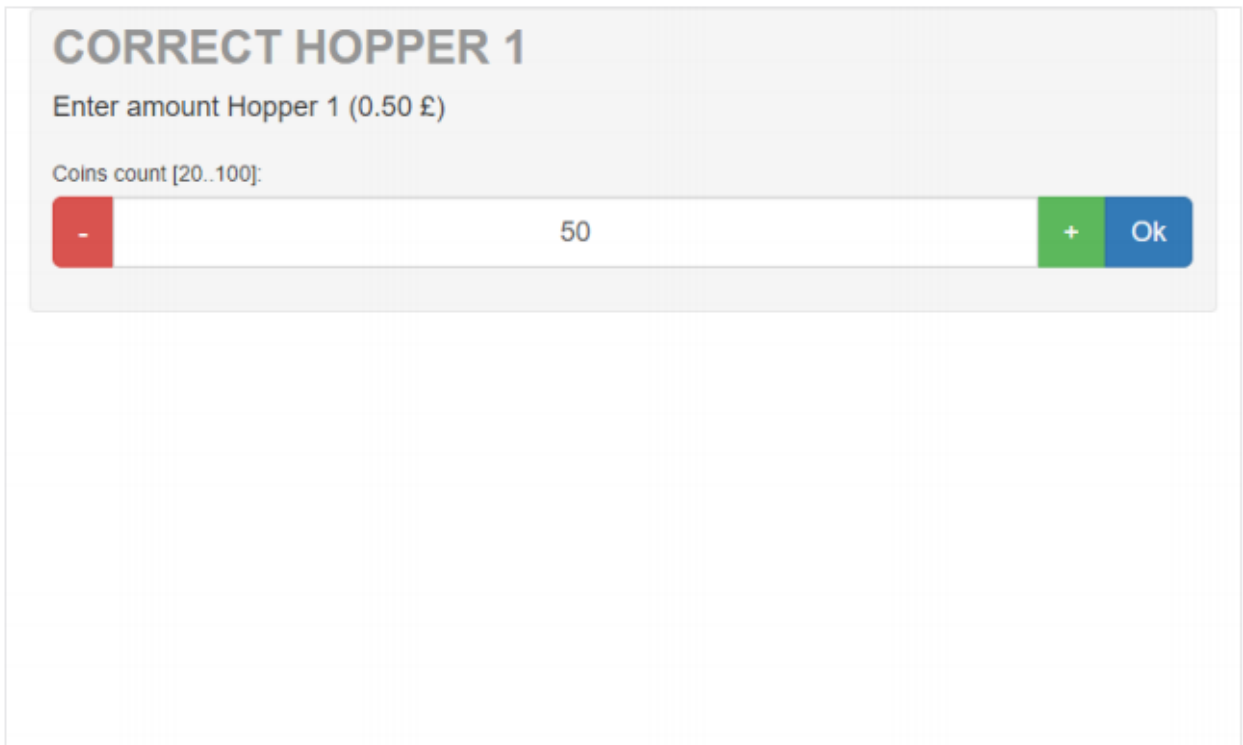 CORRECT HOPPER 1
Enter amount Hopper 1 (0.50 £)
Coins count [20..100]:
- 50 + Ok